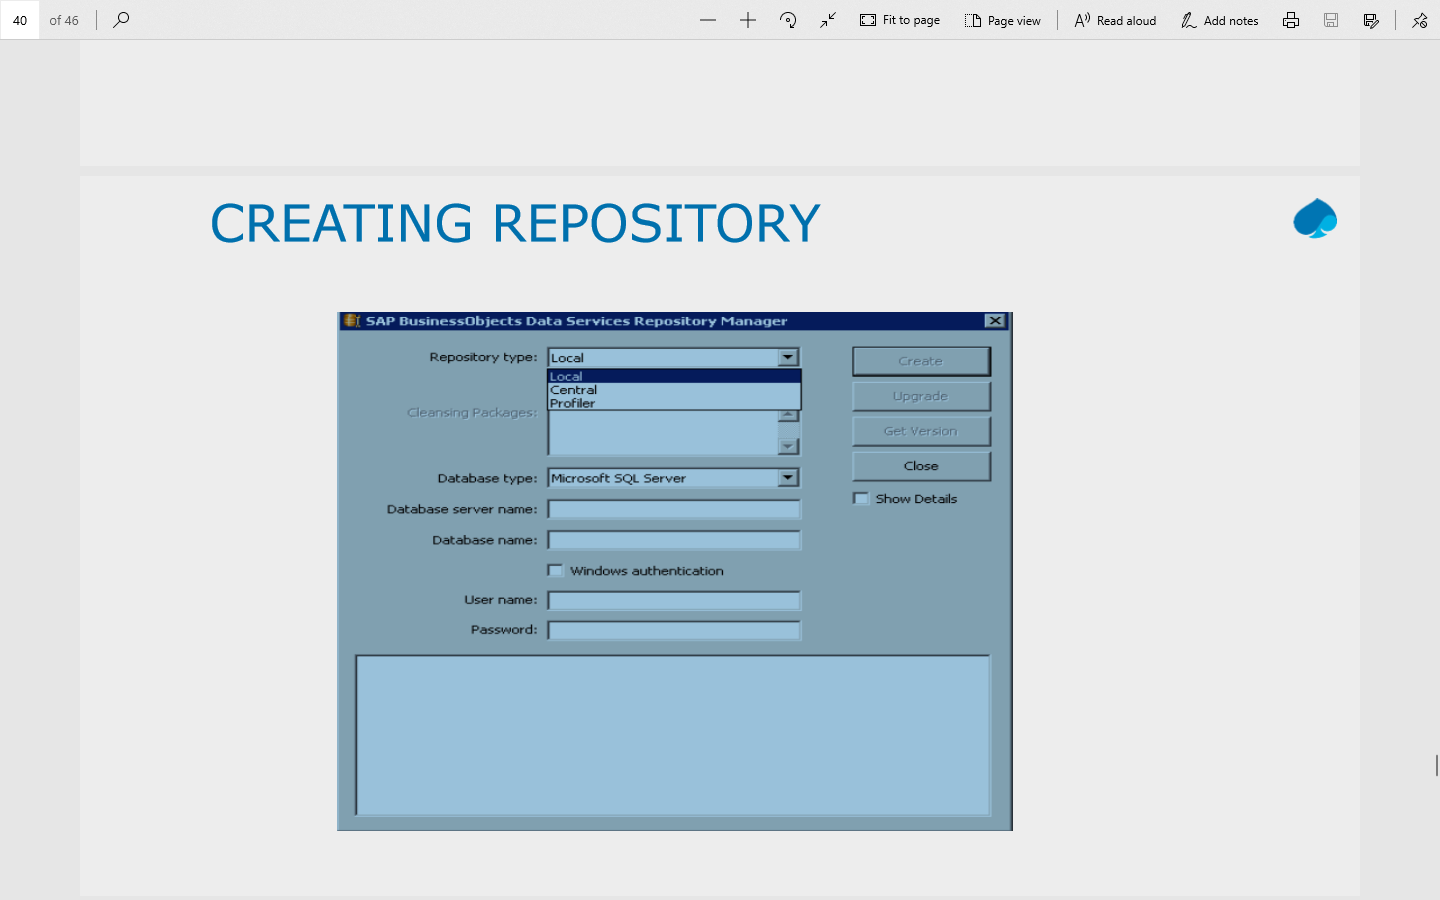 40 of 46 Fit to page Page view Read aloud Add notes
CREATING REPOSITORY
SAP BusinessObjects Data Services Repository Manager
Repository type: Local
Local
Central
Profiler
Cleansing Packages:
Database type: Microsoft SQL Server
Database server name:
Database name:
Windows authentication
User name:
Password:
Create
Upgrade
Get Version
Close
Show Details